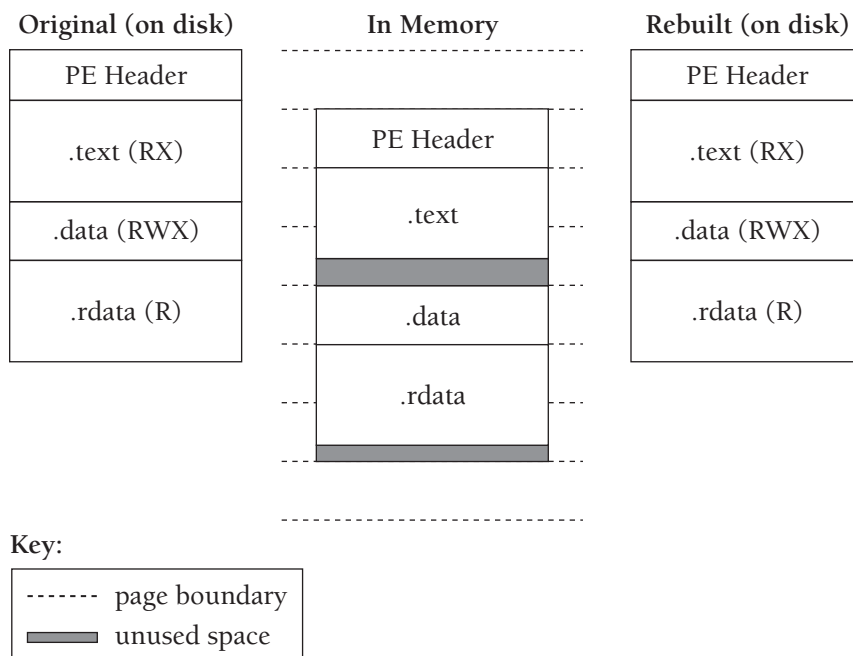 Original (on disk)
In Memory
Rebuilt (on disk)
PE Header
.text (RX)
.data (RWX)
.rdata (R)
PE Header
.text
.data
.rdata
PE Header
.text (RX)
.data (RWX)
.rdata (R)
Key:
page boundary
unused space